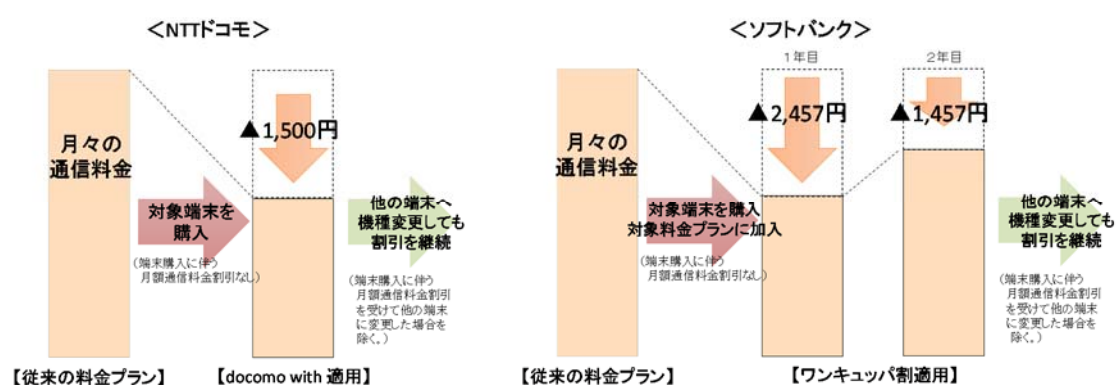 ＜NTTドコモ＞
月々の
通信料金
▲1,500円
対象端末を
購入
（端末購入に伴う
月額通信料金割引なし）
他の端末へ
機種変更しても
割引を継続
（端末購入に伴う
月額通信料金割引
を受けて他の端末
に変更した場合を
除く。）
【従来の料金プラン】
【docomo with 適用】
＜ソフトバンク＞
1年目
2年目
月々の
通信料金
▲2,457円
▲1,457円
対象端末を購入
対象料金プランに加入
（端末購入に伴う
月額通信料金割引なし）
他の端末へ
機種変更しても
割引を継続
（端末購入に伴う
月額通信料金割引
を受けて他の端末
に変更した場合を
除く。）
【従来の料金プラン】
【ワンキュッパ割適用】